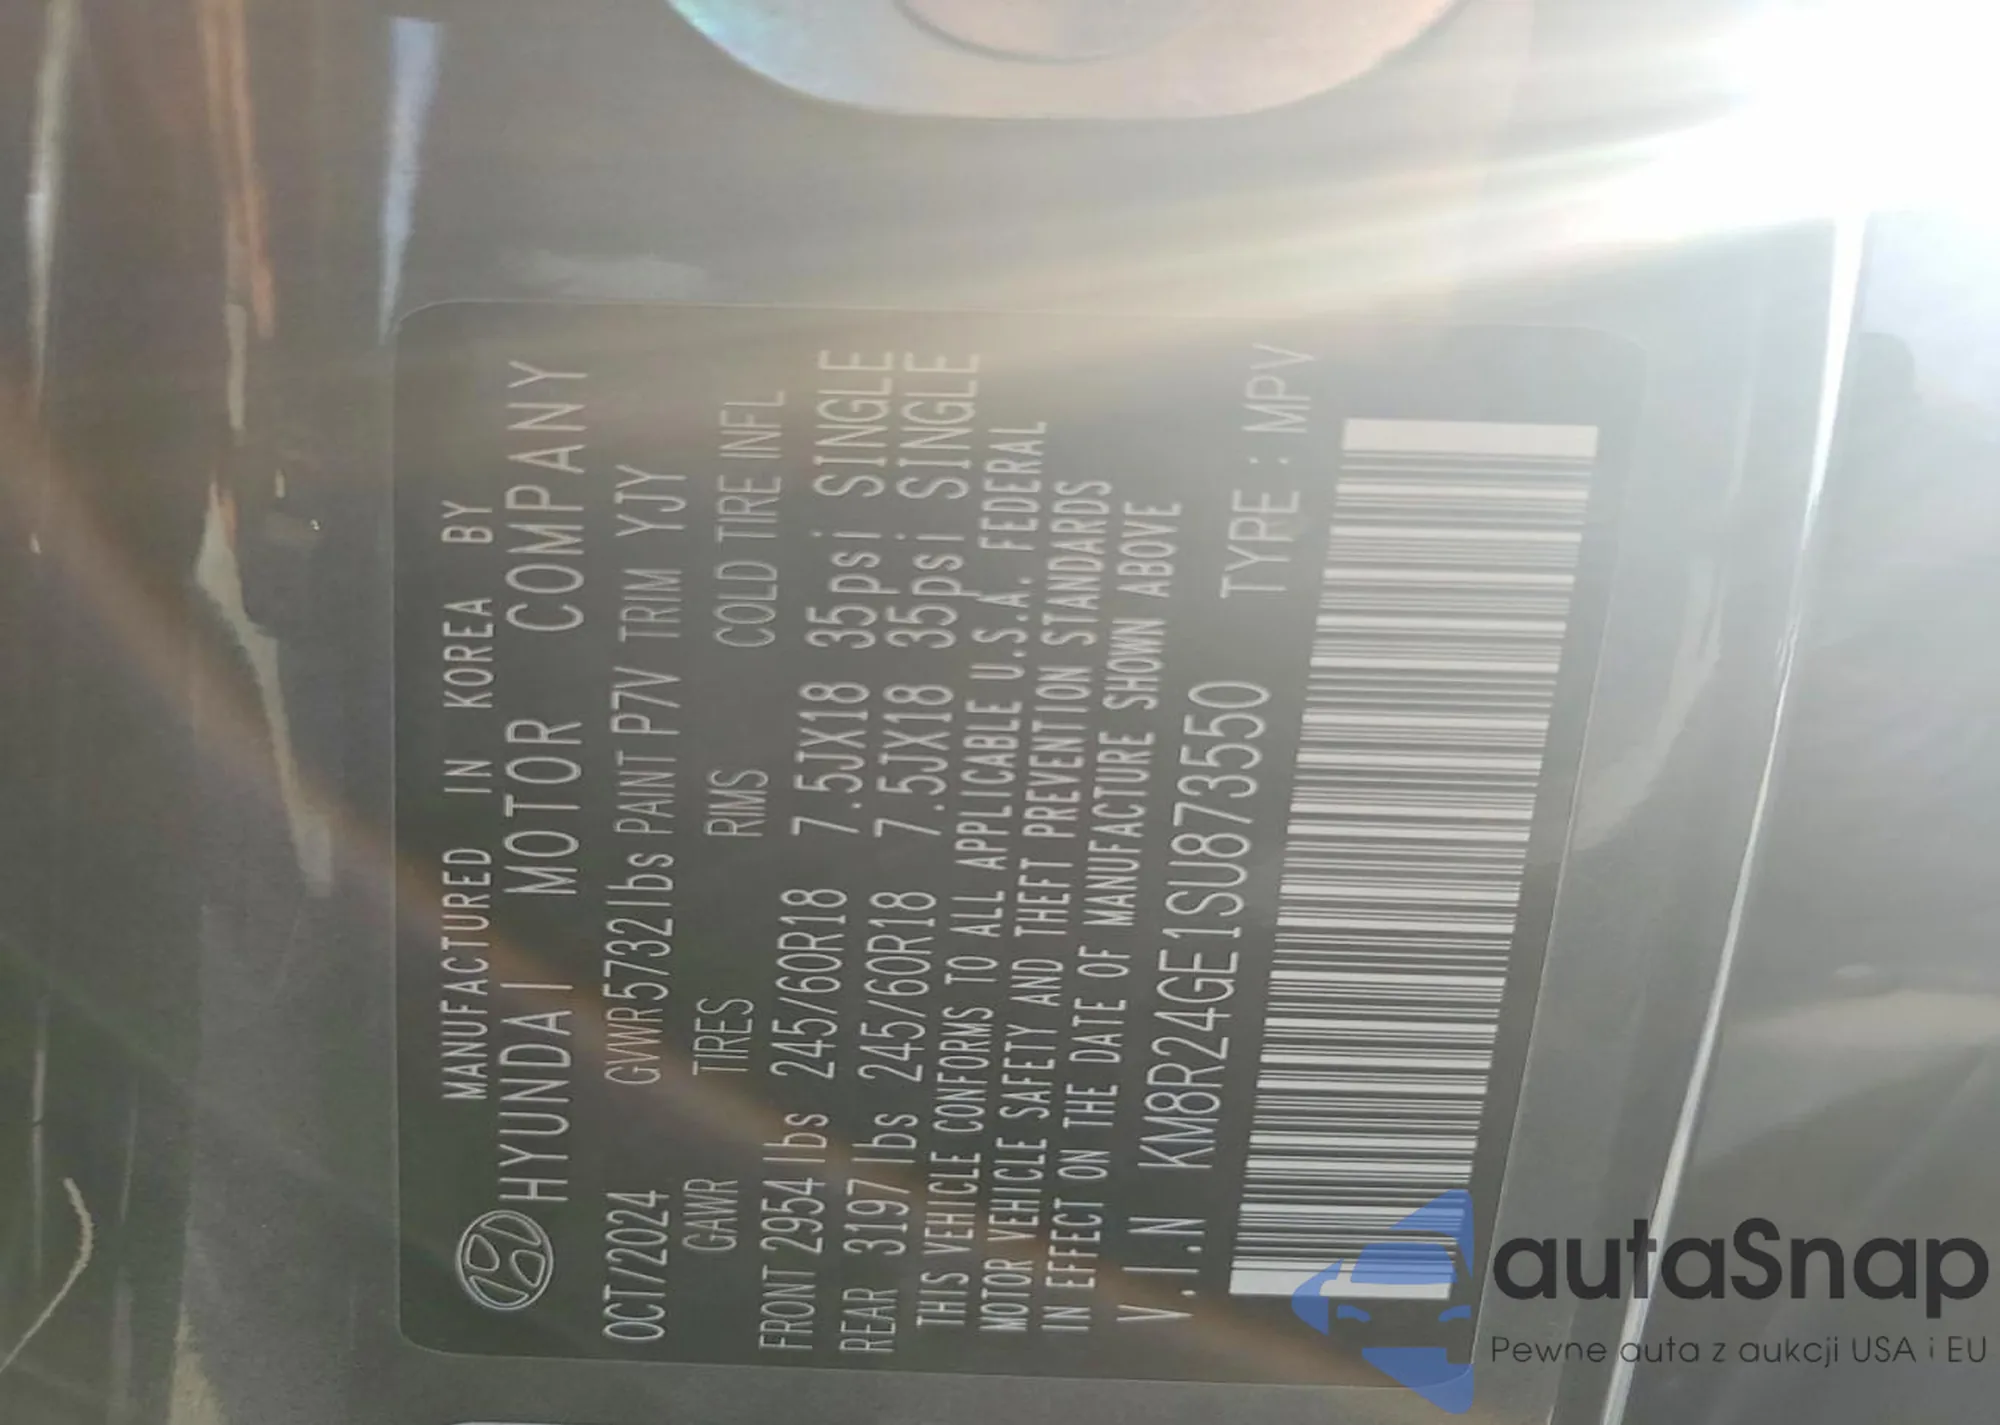 MANUFACTURED IN KOREA BY
HYUNDAI MOTOR COMPANY
OCT/2024 GVWR 5732lbs PAINT P7V TRIM YJY
GAWR TIRES RIMS COLD TIRE INFL
FRONT 2954lbs 245/60R18 7.5JX18 35psi SINGLE
REAR 3197lbs 245/60R18 7.5JX18 35psi SINGLE
THIS VEHICLE CONFORMS TO ALL APPLICABLE U.S.A. FEDERAL
MOTOR VEHICLE SAFETY AND THEFT PREVENTION STANDARDS
IN EFFECT ON THE DATE OF MANUFACTURE SHOWN ABOVE
V.I.N KM8R24GE1SU873550 TYPE : MPV
autaSnap
Pewne auta z aukcji USA i EU